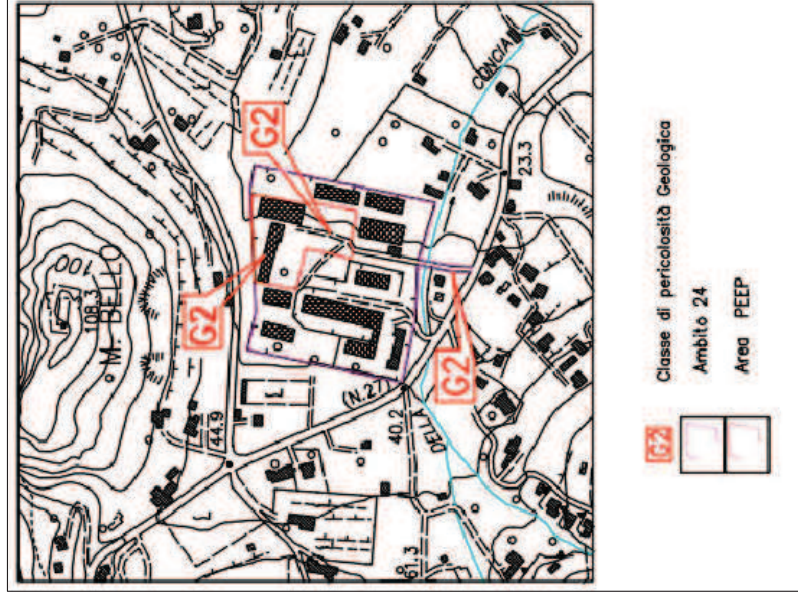 CONCIA
G2
23.3
100
108.3
M. BELLO
G2
G2
(N.27)
44.9
40.2
DELLA
61.3
G2 Classe di pericolosità Geologica
Ambito 24
Area PEEP